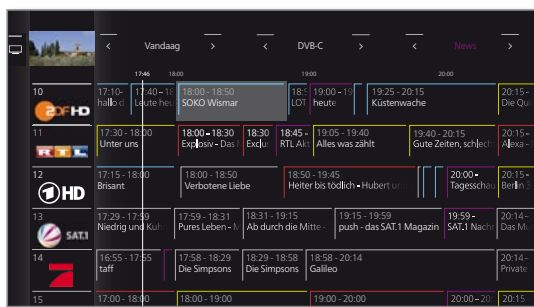 < Vandaag > < DVB-C > < News >
17:46 18:00 19:00 20:00
10 17:10- 17:40-18 18:00 - 18:50 18:5 19:00 - 19 19:25 - 20:15 20:15-
ZDF HD hallo d Leute heu SOKO Wismar LOT heute Küstenwache Die Qui
11 17:30 - 18:00 18:00 - 18:30 18:30 18:45 - 19:05 - 19:40 19:40 - 20:15 20:15-
RTL Unter uns Explosiv - Das Exclus RTL Akt Alles was zählt Gute Zeiten, schlech Alexa -
12 17:15 - 18:00 18:00 - 18:50 18:50 - 19:45 20:00- 20:15-
1 HD Brisant Verbotene Liebe Heiter bis tödlich - Hubert un Tagesschau Berlin
13 17:29 - 17:59 17:59 - 18:31 18:31 - 19:15 19:15 - 19:59 19:59- 20:14-
SAT.1 Niedrig und Kuh Pures Leben - M Ab durch die Mitte - push - das SAT.1 Magazin SAT.1 Nachr Das Mu
14 16:55 - 17:55 17:58 - 18:29 18:29 - 18:58 18:58 - 20:14 20:14-
taff Die Simpsons Die Simpsons Galileo Private
15 17:00 - 18:00 18:00 - 19:00 19:00 - 20:00 20:00 - 20: 20:15 -